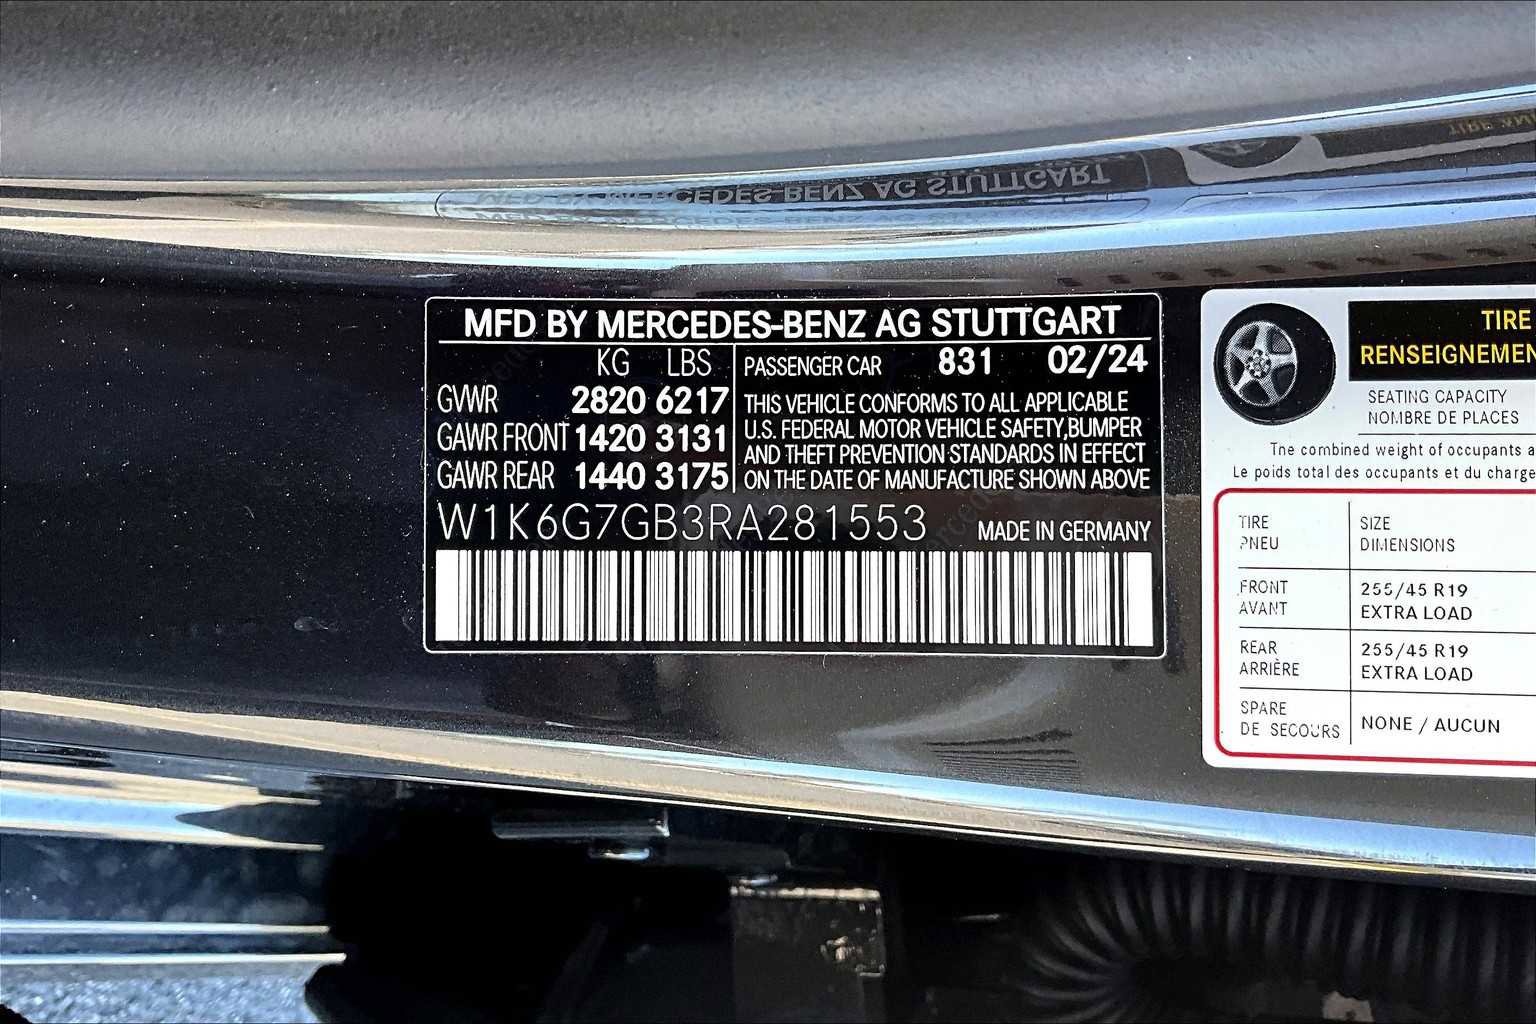 MFD BY MERCEDES-BENZ AG STUTTGART
KG LBS
GVWR 2820 6217
GAWR FRONT 1420 3131
GAWR REAR 1440 3175
PASSENGER CAR 831 02/24
THIS VEHICLE CONFORMS TO ALL APPLICABLE
U.S. FEDERAL MOTOR VEHICLE SAFETY,BUMPER
AND THEFT PREVENTION STANDARDS IN EFFECT
ON THE DATE OF MANUFACTURE SHOWN ABOVE
W1K6G7GB3RA281553 MADE IN GERMANY
TIRE
RENSEIGNEMEN
SEATING CAPACITY
NOMBRE DE PLACES
The combined weight of occupants a
Le poids total des occupants et du charge
TIRE SIZE
PNEU DIMENSIONS
FRONT 255/45 R19
AVANT EXTRA LOAD
REAR 255/45 R19
ARRIÈRE EXTRA LOAD
SPARE
DE SECOURS NONE / AUCUN